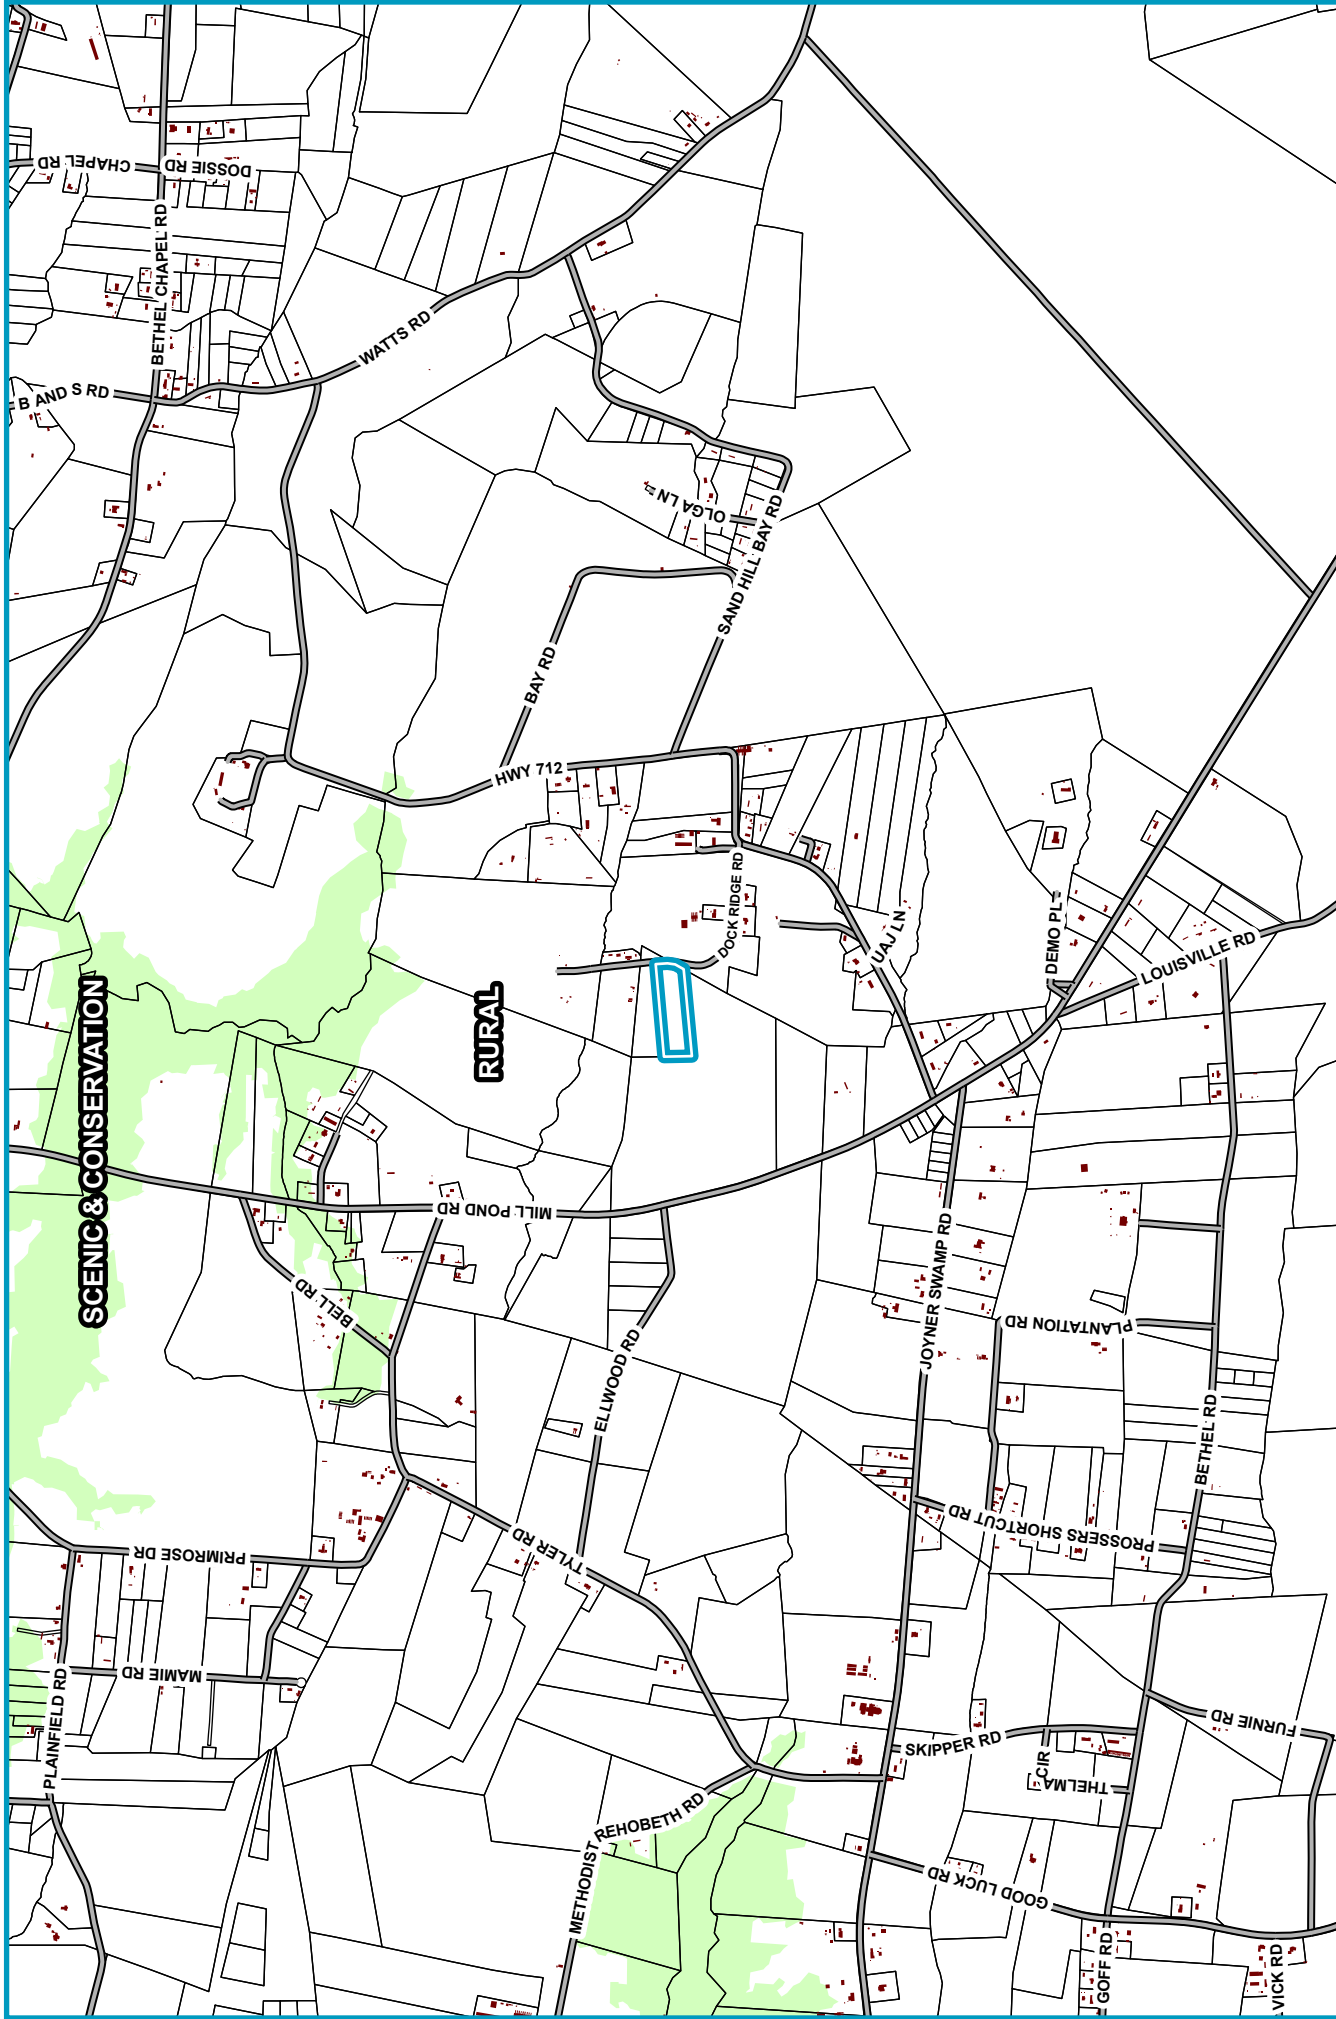 CHAPEL RD
DOSSIE RD
BETHEL CHAPEL RD
WATTS RD
B AND S RD
OLGA LN
SAND HILL BAY RD
BAY RD
HWY 712
DOCK RIDGE RD
UAJ LN
DEMO PL
LOUISVILLE RD
SCENIC & CONSERVATION
RURAL
MILL POND RD
BELL RD
JOYNER SWAMP RD
PLANTATION RD
ELLWOOD RD
BETHEL RD
PROSSERS SHORTCUT RD
TYLER RD
PRIMROSE DR
MAMIE RD
PLAINFIELD RD
FURNIE RD
SKIPPER RD
THELMA CIR
METHODIST REHOBETH RD
GOOD LUCK RD
GOFF RD
VICK RD